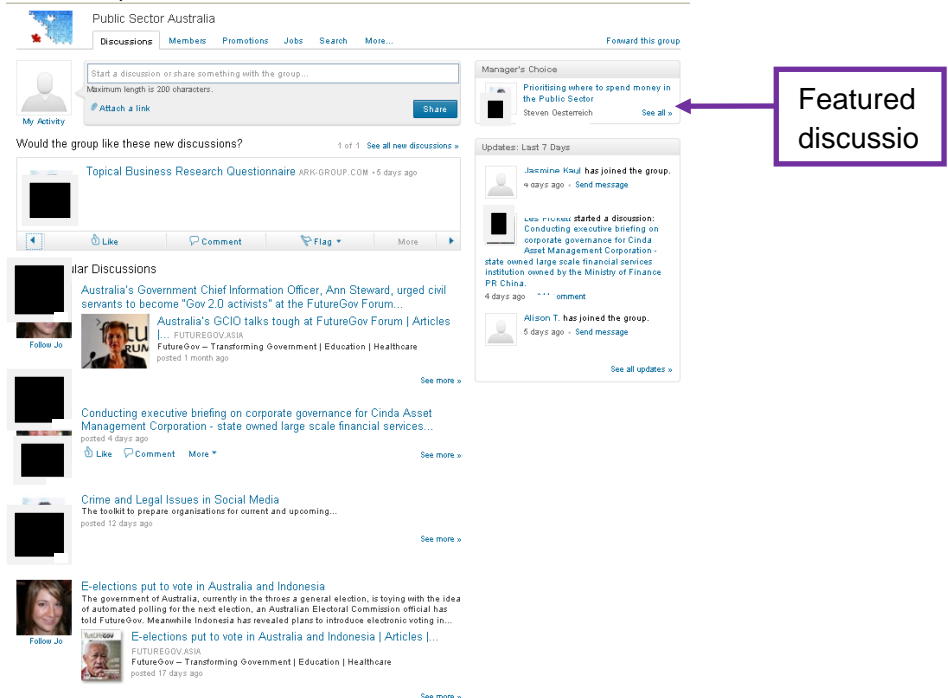 Public Sector Australia
Discussions Members Promotions Jobs Search More... Forward this group
Start a discussion or share something with the group...
Maximum length is 200 characters.
Attach a link
Share
My Activity
Would the group like these new discussions? 1 of 1 See all new discussions »
Topical Business Research Questionnaire ARK-GROUP.COM • 5 days ago
Like Comment Flag More
Discussions
Australia's Government Chief Information Officer, Ann Steward, urged civil
servants to become "Gov 2.0 activists" at the FutureGov Forum...
Follow Jo
Australia's GCIO talks tough at FutureGov Forum | Articles
|... FUTUREGOV.ASIA
FutureGov – Transforming Government | Education | Healthcare
posted 1 month ago
See more »
Conducting executive briefing on corporate governance for Cinda Asset
Management Corporation - state owned large scale financial services...
posted 4 days ago
Like Comment More
See more »
Crime and Legal Issues in Social Media
The toolkit to prepare organisations for current and upcoming...
posted 12 days ago
See more »
E-elections put to vote in Australia and Indonesia
The government of Australia, currently in the throes a general election, is toying with the idea
of automated polling for the next election, an Australian Electoral Commission official has
told FutureGov. Meanwhile Indonesia has revealed plans to introduce electronic voting in...
Follow Jo
E-elections put to vote in Australia and Indonesia | Articles |...
FUTUREGOV.ASIA
FutureGov – Transforming Government | Education | Healthcare
posted 17 days ago
See more »
Manager's Choice
Prioritising where to spend money in
the Public Sector
Steven Oesterreich See all »
Updates: Last 7 Days
Jasmine Kaul has joined the group.
4 days ago • Send message
started a discussion:
Conducting executive briefing on
corporate governance for Cinda
Asset Management Corporation -
state owned large scale financial services
institution owned by the Ministry of Finance
PR China.
4 days ago
Alison T. has joined the group.
5 days ago • Send message
See all updates »
Featured
discussio